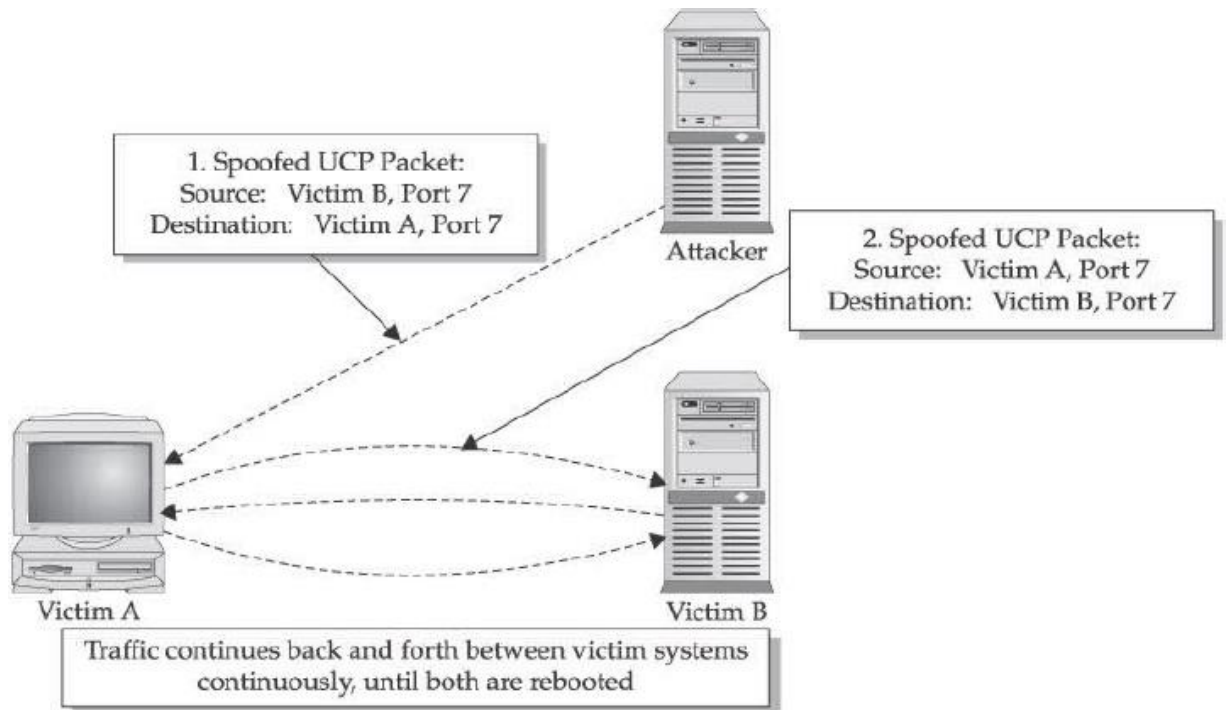 1. Spoofed UCP Packet:
Source: Victim B, Port 7
Destination: Victim A, Port 7
Attacker
2. Spoofed UCP Packet:
Source: Victim A, Port 7
Destination: Victim B, Port 7
Victim A
Victim B
Traffic continues back and forth between victim systems
continuously, until both are rebooted